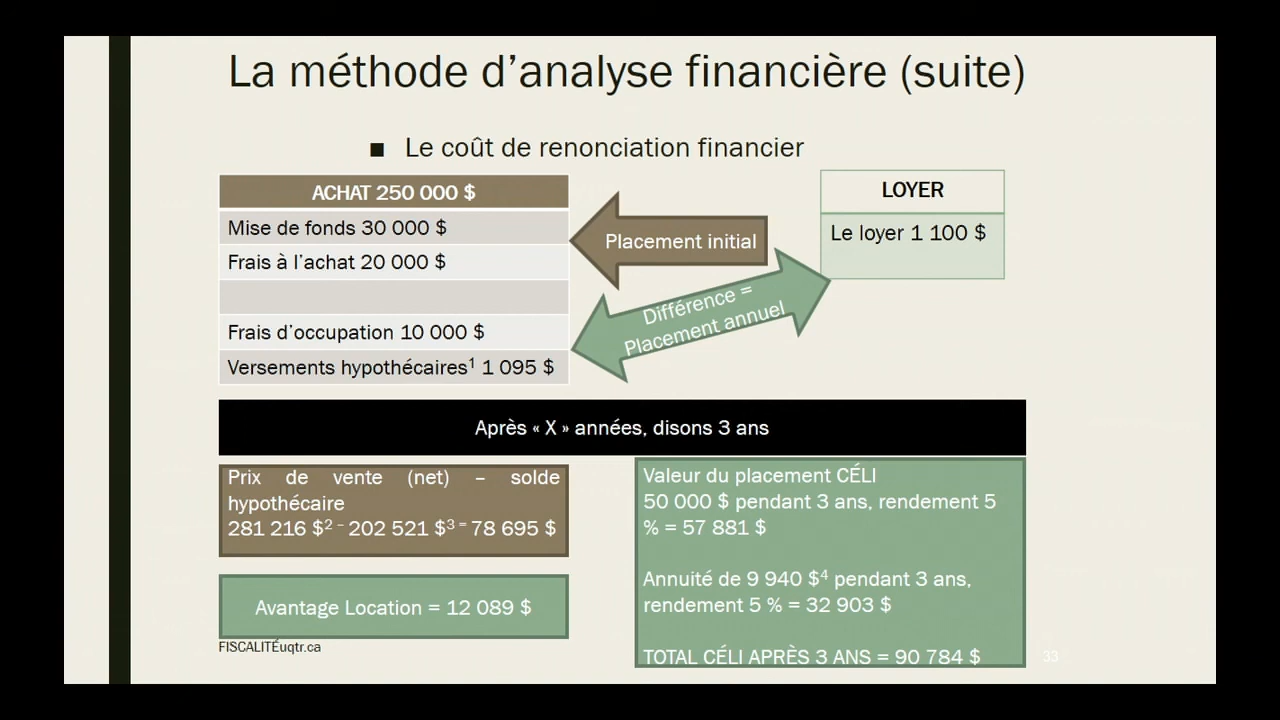 La méthode d’analyse financière (suite)
■ Le coût de renonciation financier
ACHAT 250 000 $
Mise de fonds 30 000 $
Frais à l’achat 20 000 $
Frais d’occupation 10 000 $
Versements hypothécaires¹ 1 095 $
Placement initial
Différence =
Placement annuel
LOYER
Le loyer 1 100 $
Après « X » années, disons 3 ans
Prix de vente (net) – solde
hypothécaire
281 216 $² ⁻ 202 521 $³ ⁼ 78 695 $
Avantage Location = 12 089 $
Valeur du placement CÉLI
50 000 $ pendant 3 ans, rendement 5
% = 57 881 $
Annuité de 9 940 $⁴ pendant 3 ans,
rendement 5 % = 32 903 $
TOTAL CÉLI APRÈS 3 ANS = 90 784 $
FISCALITÉuqtr.ca
33